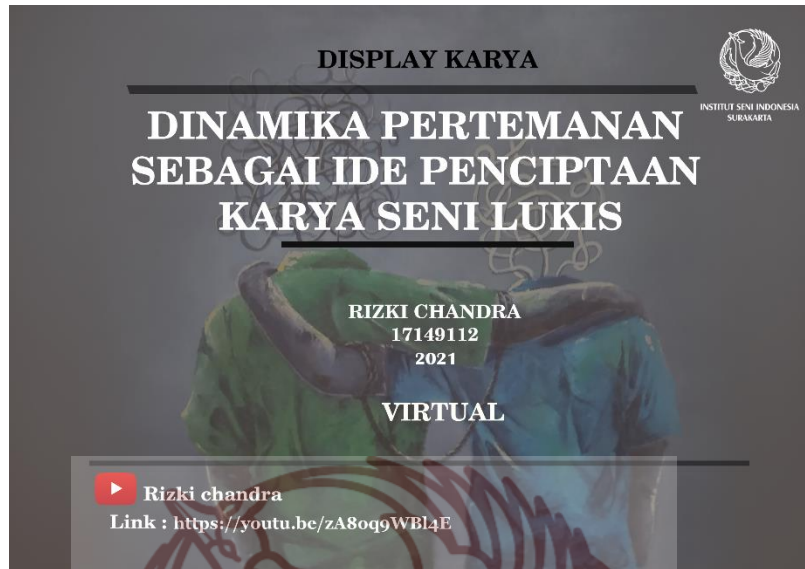 DISPLAY KARYA
INSTITUT SENI INDONESIA
SURAKARTA
DINAMIKA PERTEMANAN
SEBAGAI IDE PENCIPTAAN
KARYA SENI LUKIS
RIZKI CHANDRA
17149112
2021
VIRTUAL
Rizki chandra
Link : https://youtu.be/zA8oq9WBl4E